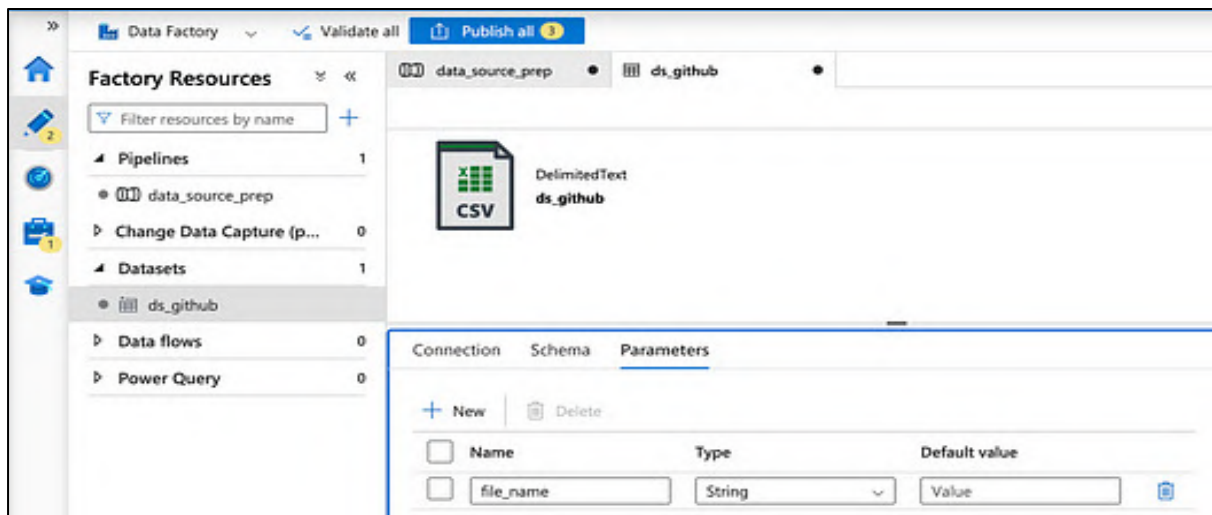 Data Factory Validate all Publish all 3
Factory Resources
data_source_prep ds_github
Filter resources by name
2
Pipelines 1
data_source_prep
DelimitedText
ds_github
CSV
Change Data Capture (p... 0
1
Datasets 1
ds_github
Data flows 0
Power Query 0
Connection Schema Parameters
New Delete
Name Type Default value
file_name String Value